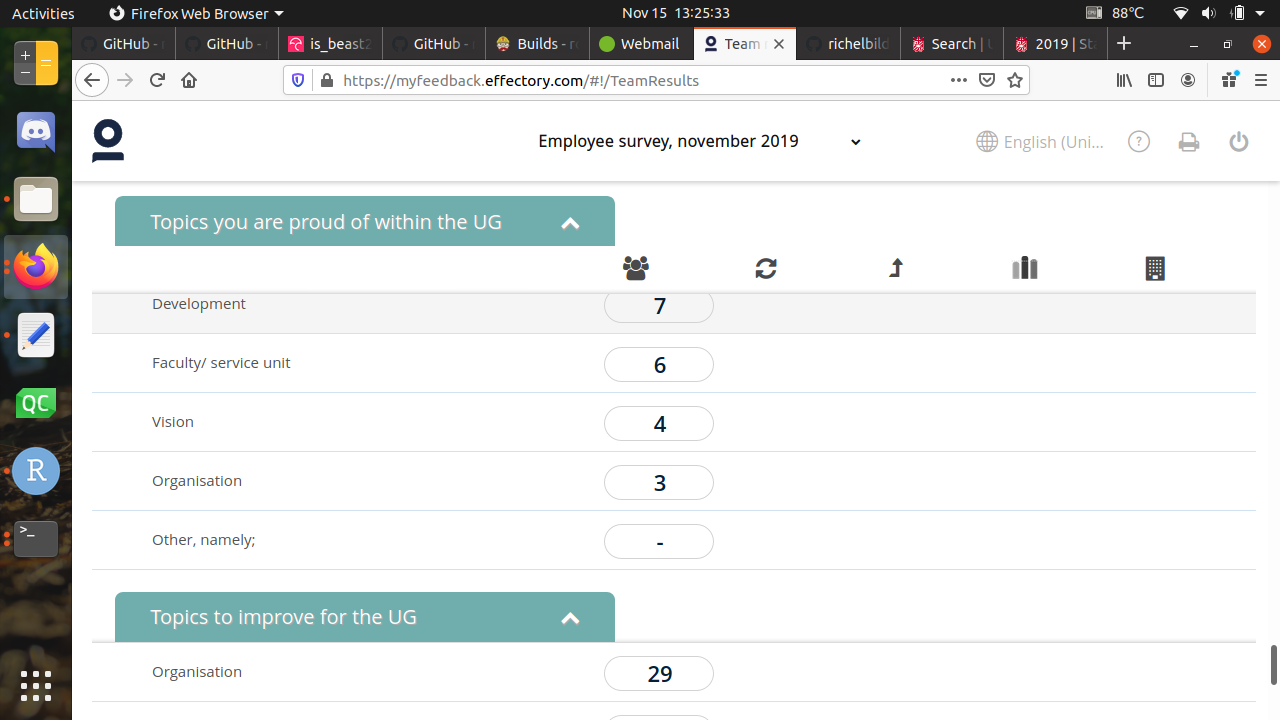 Activities Firefox Web Browser Nov 15 13:25:33 88°C
GitHub - GitHub - is_beast2 GitHub - Builds - Webmail Team richelbild Search | 2019 | Sta
https://myfeedback.effectory.com/#!/TeamResults
Employee survey, november 2019 English (Uni... ?
Topics you are proud of within the UG
Development 7
Faculty/ service unit 6
Vision 4
Organisation 3
Other, namely; -
Topics to improve for the UG
Organisation 29
QC
R
>_